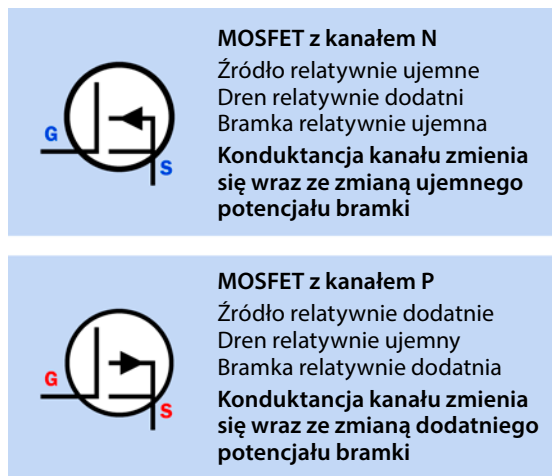 MOSFET z kanałem N
Źródło relatywnie ujemne
Dren relatywnie dodatni
Bramka relatywnie ujemna
Konduktancja kanału zmienia
się wraz ze zmianą ujemnego
potencjału bramki
G
S
MOSFET z kanałem P
Źródło relatywnie dodatnie
Dren relatywnie ujemny
Bramka relatywnie dodatnia
Konduktancja kanału zmienia
się wraz ze zmianą dodatniego
potencjału bramki
G
S